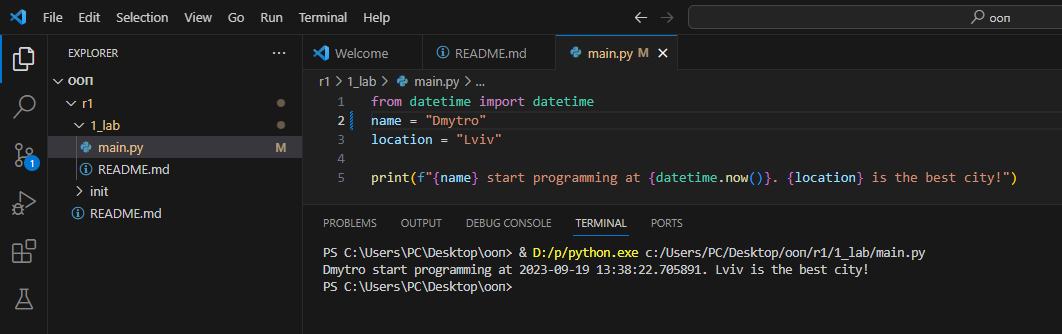 File Edit Selection View Go Run Terminal Help
ооп
EXPLORER
ООП
r1
1_lab
main.py M
README.md
init
README.md
1
Welcome
README.md
main.py M
r1 > 1_lab > main.py > ...
1 from datetime import datetime
2 name = "Dmytro"
3 location = "Lviv"
4
5 print(f"{name} start programming at {datetime.now()}. {location} is the best city!")
PROBLEMS OUTPUT DEBUG CONSOLE TERMINAL PORTS
PS C:\Users\PC\Desktop\ооп> & D:/p/python.exe c:/Users/PC/Desktop/ооп/r1/1_lab/main.py
Dmytro start programming at 2023-09-19 13:38:22.705891. Lviv is the best city!
PS C:\Users\PC\Desktop\ооп>